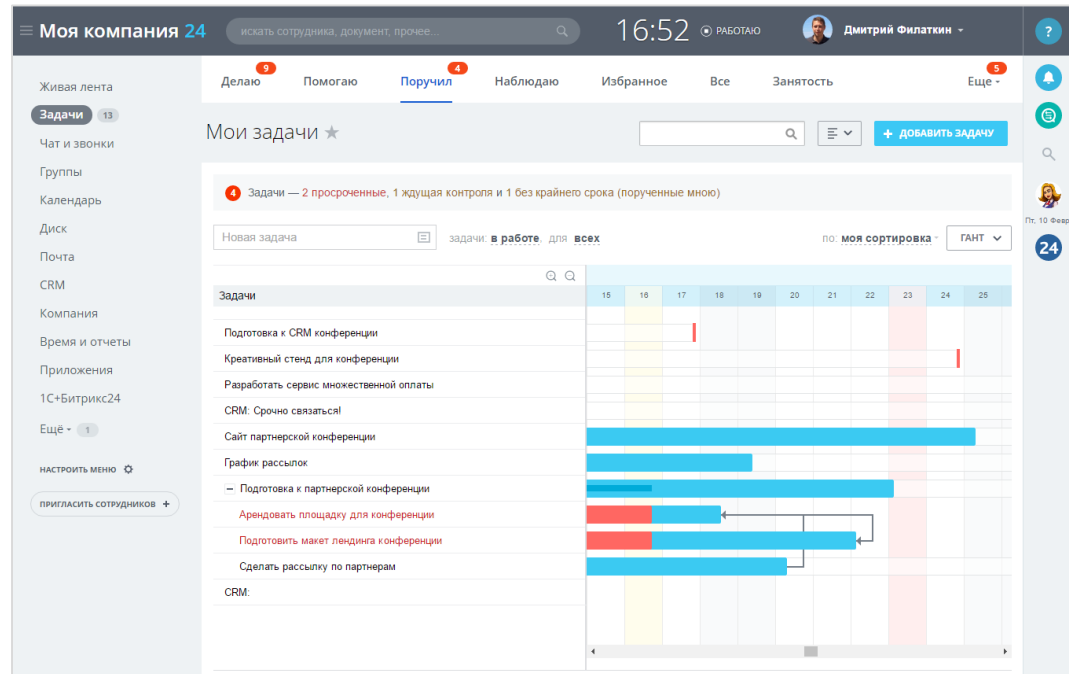 Моя компания 24
искать сотрудника, документ, прочее...
16:52
РАБОТАЮ
Дмитрий Филаткин
?
Живая лента
Задачи 13
Чат и звонки
Группы
Календарь
Диск
Почта
CRM
Компания
Время и отчеты
Приложения
1С+Битрикс24
Ещё 1
НАСТРОИТЬ МЕНЮ
ПРИГЛАСИТЬ СОТРУДНИКОВ +
9 4 5
Делаю Помогаю Поручил Наблюдаю Избранное Все Занятость Еще
Мои задачи
+ ДОБАВИТЬ ЗАДАЧУ
4 Задачи — 2 просроченные, 1 ждущая контроля и 1 без крайнего срока (порученные мною)
Новая задача
задачи: в работе, для всех
по: моя сортировка
ГАНТ
Задачи
15 16 17 18 19 20 21 22 23 24 25
Подготовка к CRM конференции
Креативный стенд для конференции
Разработать сервис множественной оплаты
CRM: Срочно связаться!
Сайт партнерской конференции
График рассылок
Подготовка к партнерской конференции
Арендовать площадку для конференции
Подготовить макет лендинга конференции
Сделать рассылку по партнерам
CRM:
Пт, 10 Февр
24